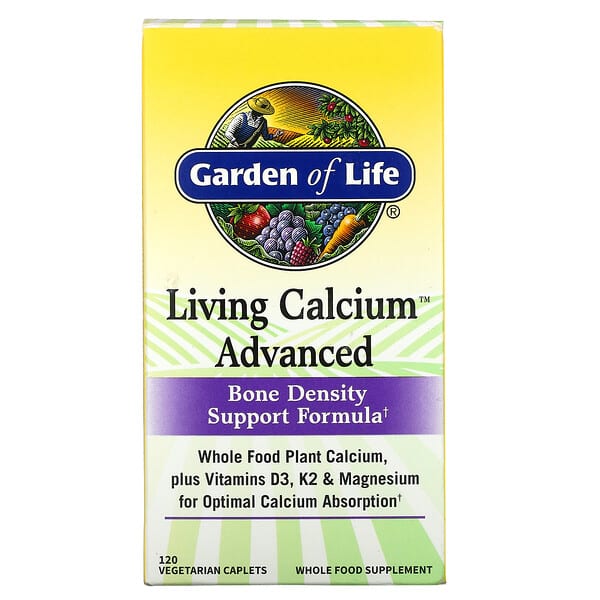 Garden of Life®
Living Calcium™
Advanced
Bone Density
Support Formula†
Whole Food Plant Calcium,
plus Vitamins D3, K2 & Magnesium
for Optimal Calcium Absorption†
120
VEGETARIAN CAPLETS
WHOLE FOOD SUPPLEMENT